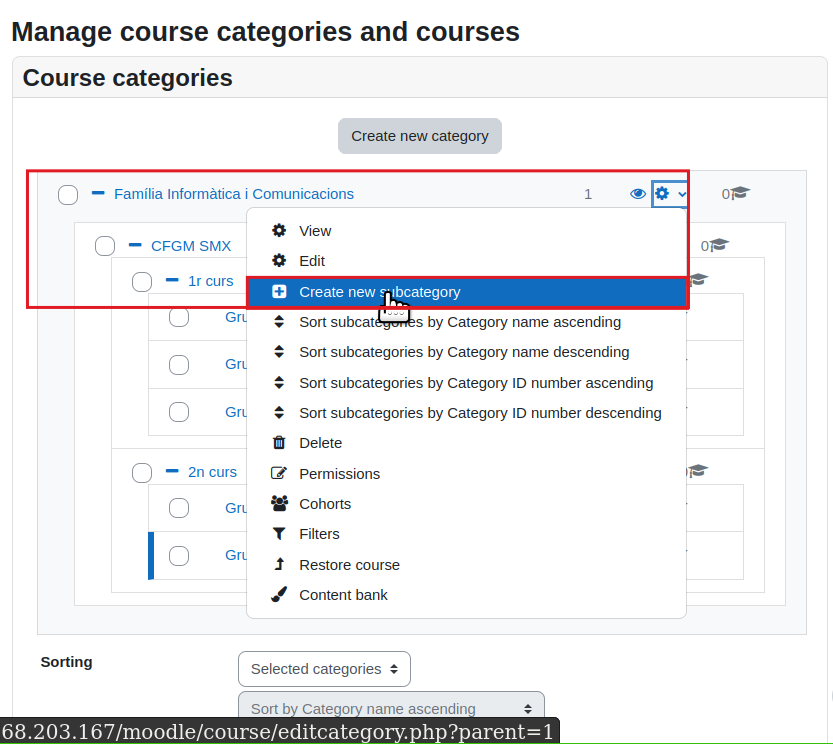 Manage course categories and courses
Course categories
Create new category
Família Informàtica i Comunicacions 1 0
View
CFGM SMX 0
Edit
1r curs
Create new subcategory
Gru
Sort subcategories by Category name ascending
Sort subcategories by Category name descending
Gru
Sort subcategories by Category ID number ascending
Gru
Sort subcategories by Category ID number descending
Delete
2n curs
Permissions
Gru
Cohorts
Filters
Gru
Restore course
Content bank
Sorting
Selected categories
Sort by Category name ascending
68.203.167/moodle/course/editcategory.php?parent=1